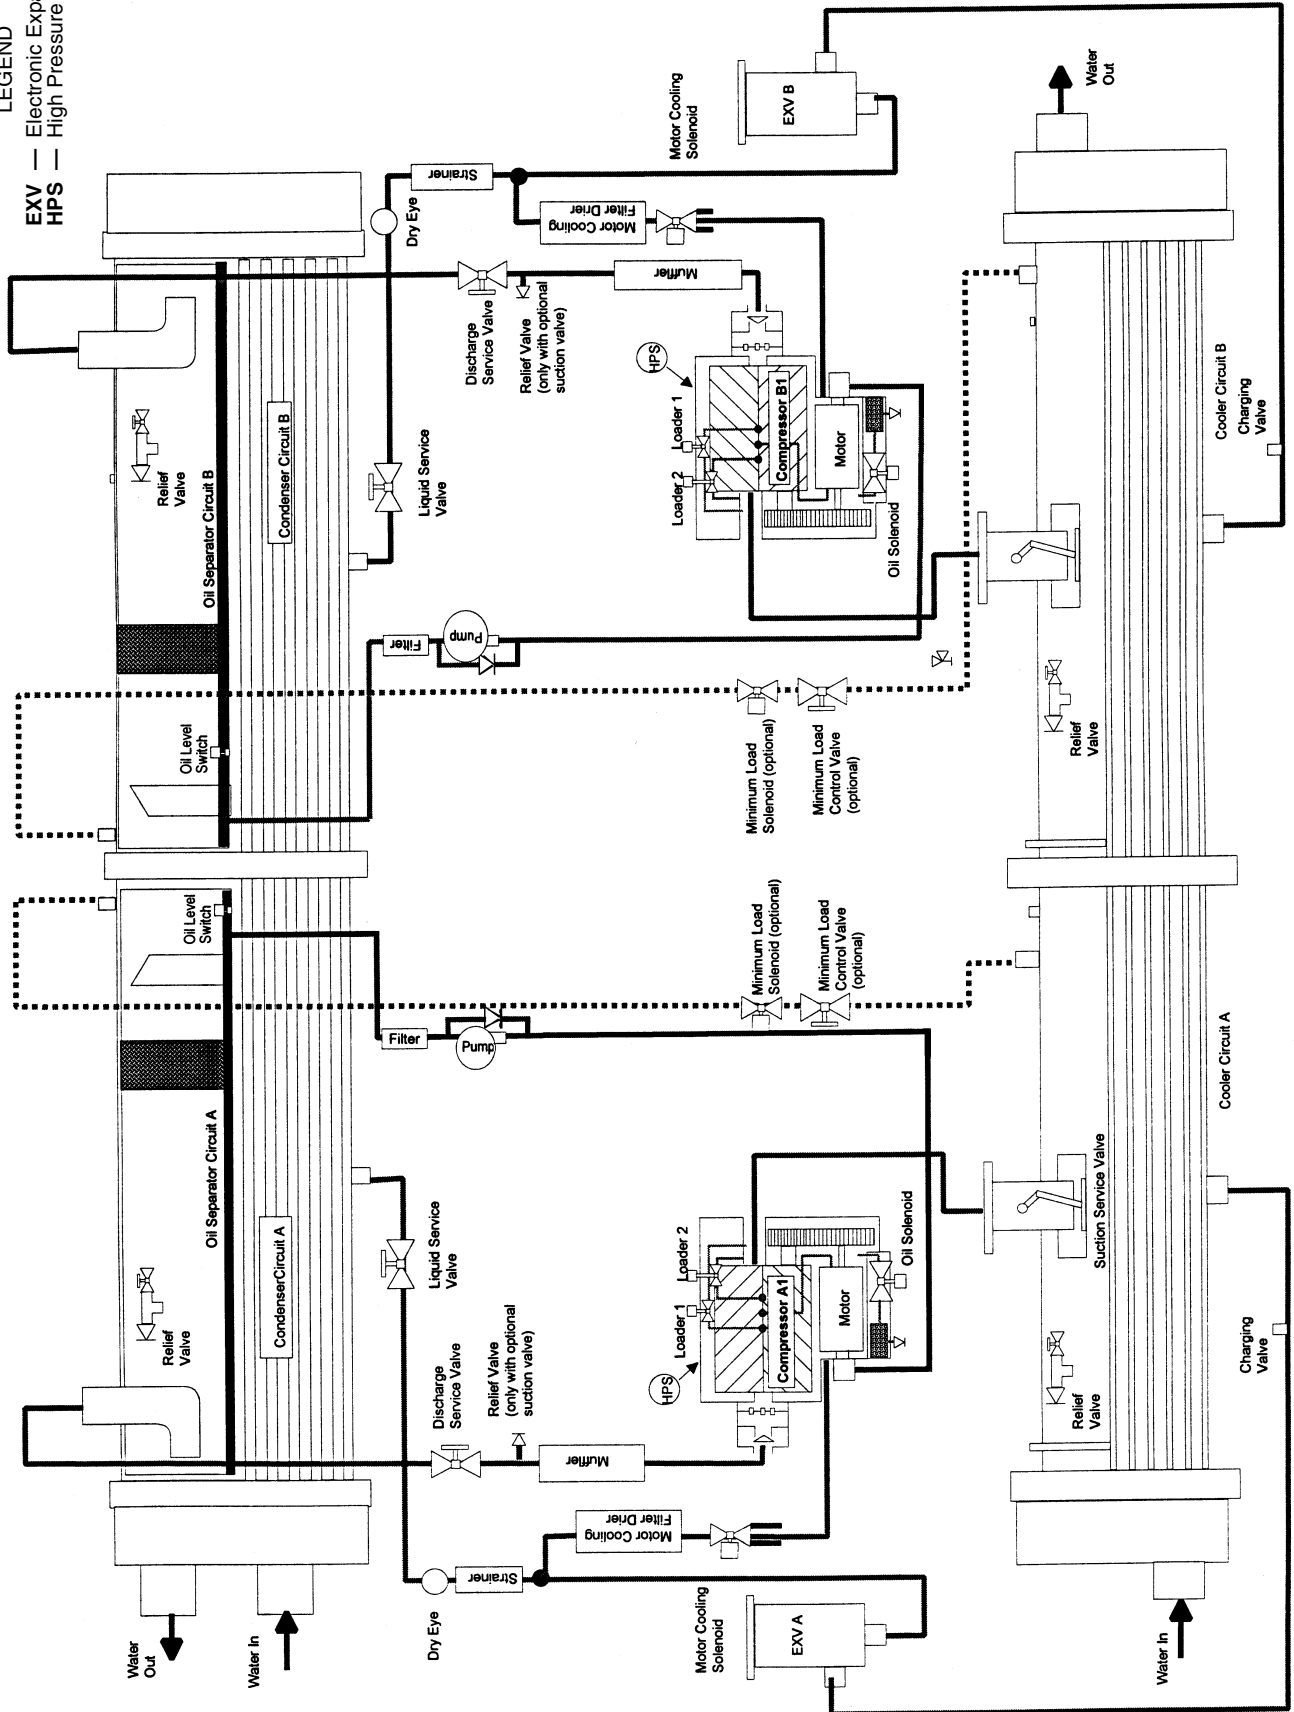 LEGEND
EXV — Electronic Expa
HPS — High Pressure
Water
Out
Water In
Relief
Valve
Oil Separator Circuit A
CondenserCircuit A
Oil Level
Switch
Oil Level
Switch
Relief
Valve
Oil Separator Circuit B
Condenser Circuit B
Dry Eye
Strainer
Liquid Service
Valve
Discharge
Service Valve
Relief Valve
(only with optional
suction valve)
Muffler
Motor Cooling
Filter Drier
Filter
Pump
Filter
Pump
Liquid Service
Valve
Dry Eye
Strainer
Discharge
Service Valve
Relief Valve
(only with optional
suction valve)
Muffler
Motor Cooling
Filter Drier
Motor Cooling
Solenoid
EXV A
HPS
Loader 1
Loader 2
Compressor A1
Motor
Oil Solenoid
Minimum Load
Solenoid (optional)
Minimum Load
Control Valve
(optional)
Minimum Load
Solenoid (optional)
Minimum Load
Control Valve
(optional)
Loader 2
Loader 1
HPS
Compressor B1
Motor
Oil Solenoid
Motor Cooling
Solenoid
EXV B
Water In
Relief
Valve
Suction Service Valve
Relief
Valve
Water
Out
Charging
Valve
Cooler Circuit A
Cooler Circuit B
Charging
Valve